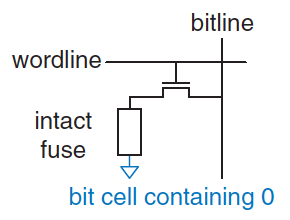 bitline
wordline
intact
fuse
bit cell containing 0